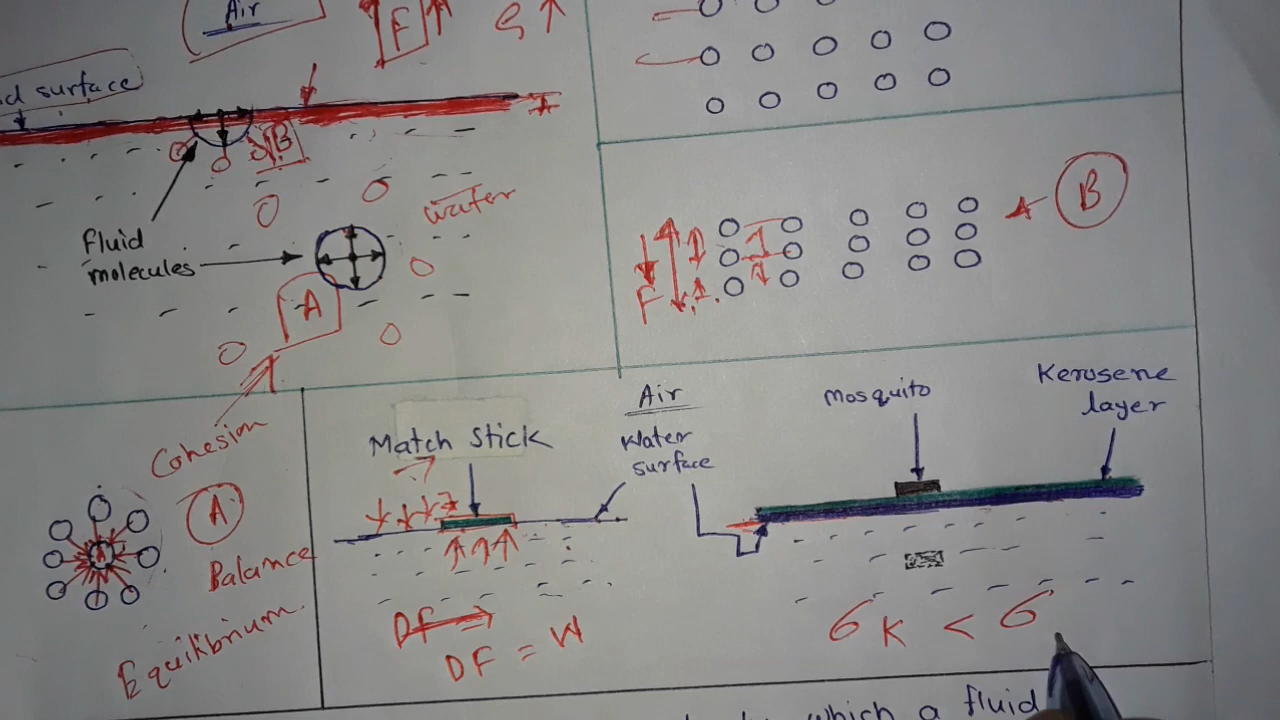 Air
F
d surface
B
water
fluid
molecules
A
B
F
Cohesion
A
A
Balance
Equilibrium.
Match Stick
Air
Water
surface
DF
DF = W
Mosquito
Kerosene
layer
σK < σ
which a fluid